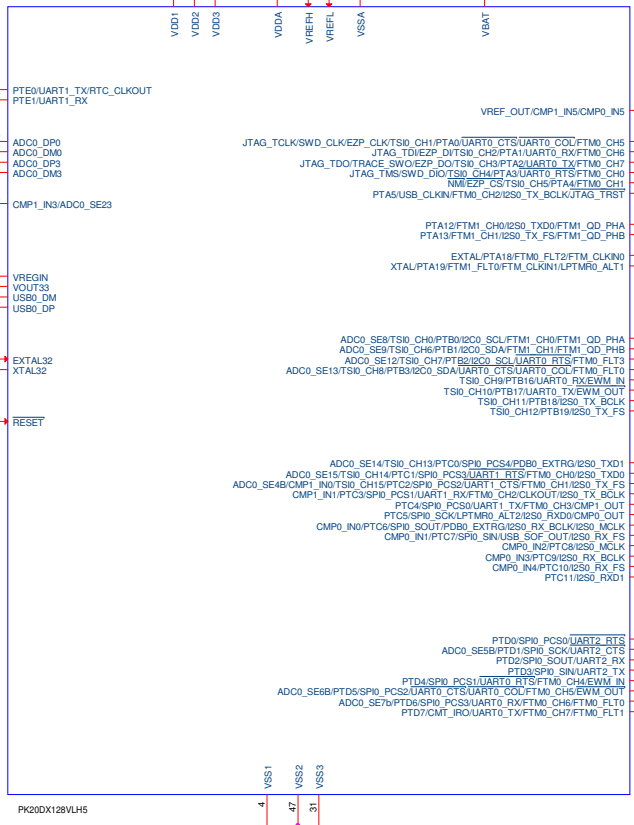 VDD1
VDD2
VDD3
VDDA
VREFH
VREFL
VSSA
VBAT
PTE0/UART1_TX/RTC_CLKOUT
PTE1/UART1_RX
VREF_OUT/CMP1_IN5/CMP0_IN5
ADC0_DP0
ADC0_DM0
ADC0_DP3
ADC0_DM3
JTAG_TCLK/SWD_CLK/EZP_CLK/TSI0_CH1/PTA0/UART0_CTS/UART0_COL/FTM0_CH5
JTAG_TDI/EZP_DI/TSI0_CH2/PTA1/UART0_RX/FTM0_CH6
JTAG_TDO/TRACE_SWO/EZP_DO/TSI0_CH3/PTA2/UART0_TX/FTM0_CH7
JTAG_TMS/SWD_DIO/TSI0_CH4/PTA3/UART0_RTS/FTM0_CH0
NMI/EZP_CS/TSI0_CH5/PTA4/FTM0_CH1
PTA5/USB_CLKIN/FTM0_CH2/I2S0_TX_BCLK/JTAG_TRST
CMP1_IN3/ADC0_SE23
PTA12/FTM1_CH0/I2S0_TXD0/FTM1_QD_PHA
PTA13/FTM1_CH1/I2S0_TX_FS/FTM1_QD_PHB
EXTAL/PTA18/FTM0_FLT2/FTM_CLKIN0
XTAL/PTA19/FTM1_FLT0/FTM_CLKIN1/LPTMR0_ALT1
VREGIN
VOUT33
USB0_DM
USB0_DP
ADC0_SE8/TSI0_CH0/PTB0/I2C0_SCL/FTM1_CH0/FTM1_QD_PHA
ADC0_SE9/TSI0_CH6/PTB1/I2C0_SDA/FTM1_CH1/FTM1_QD_PHB
ADC0_SE12/TSI0_CH7/PTB2/I2C0_SCL/UART0_RTS/FTM0_FLT3
ADC0_SE13/TSI0_CH8/PTB3/I2C0_SDA/UART0_CTS/UART0_COL/FTM0_FLT0
TSI0_CH9/PTB16/UART0_RX/EWM_IN
TSI0_CH10/PTB17/UART0_TX/EWM_OUT
TSI0_CH11/PTB18/I2S0_TX_BCLK
TSI0_CH12/PTB19/I2S0_TX_FS
EXTAL32
XTAL32
RESET
ADC0_SE14/TSI0_CH13/PTC0/SPI0_PCS4/PDB0_EXTRG/I2S0_TXD1
ADC0_SE15/TSI0_CH14/PTC1/SPI0_PCS3/UART1_RTS/FTM0_CH0/I2S0_TXD0
ADC0_SE4B/CMP1_IN0/TSI0_CH15/PTC2/SPI0_PCS2/UART1_CTS/FTM0_CH1/I2S0_TX_FS
CMP1_IN1/PTC3/SPI0_PCS1/UART1_RX/FTM0_CH2/CLKOUT/I2S0_TX_BCLK
PTC4/SPI0_PCS0/UART1_TX/FTM0_CH3/CMP1_OUT
PTC5/SPI0_SCK/LPTMR0_ALT2/I2S0_RXD0/CMP0_OUT
CMP0_IN0/PTC6/SPI0_SOUT/PDB0_EXTRG/I2S0_RX_BCLK/I2S0_MCLK
CMP0_IN1/PTC7/SPI0_SIN/USB_SOF_OUT/I2S0_RX_FS
CMP0_IN2/PTC8/I2S0_MCLK
CMP0_IN3/PTC9/I2S0_RX_BCLK
CMP0_IN4/PTC10/I2S0_RX_FS
PTC11/I2S0_RXD1
PTD0/SPI0_PCS0/UART2_RTS
ADC0_SE5B/PTD1/SPI0_SCK/UART2_CTS
PTD2/SPI0_SOUT/UART2_RX
PTD3/SPI0_SIN/UART2_TX
PTD4/SPI0_PCS1/UART0_RTS/FTM0_CH4/EWM_IN
ADC0_SE6B/PTD5/SPI0_PCS2/UART0_CTS/UART0_COL/FTM0_CH5/EWM_OUT
ADC0_SE7b/PTD6/SPI0_PCS3/UART0_RX/FTM0_CH6/FTM0_FLT0
PTD7/CMT_IRO/UART0_TX/FTM0_CH7/FTM0_FLT1
VSS1
VSS2
VSS3
4
47
31
PK20DX128VLH5